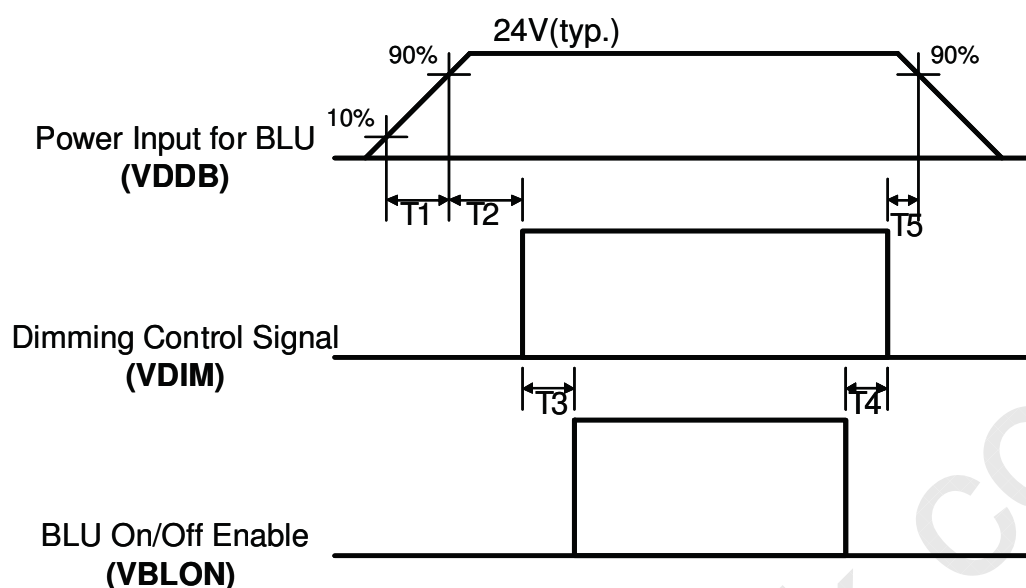 24V(typ.)
90%
90%
10%
Power Input for BLU
(VDDB)
T1
T2
T5
Dimming Control Signal
(VDIM)
T3
T4
BLU On/Off Enable
(VBLON)